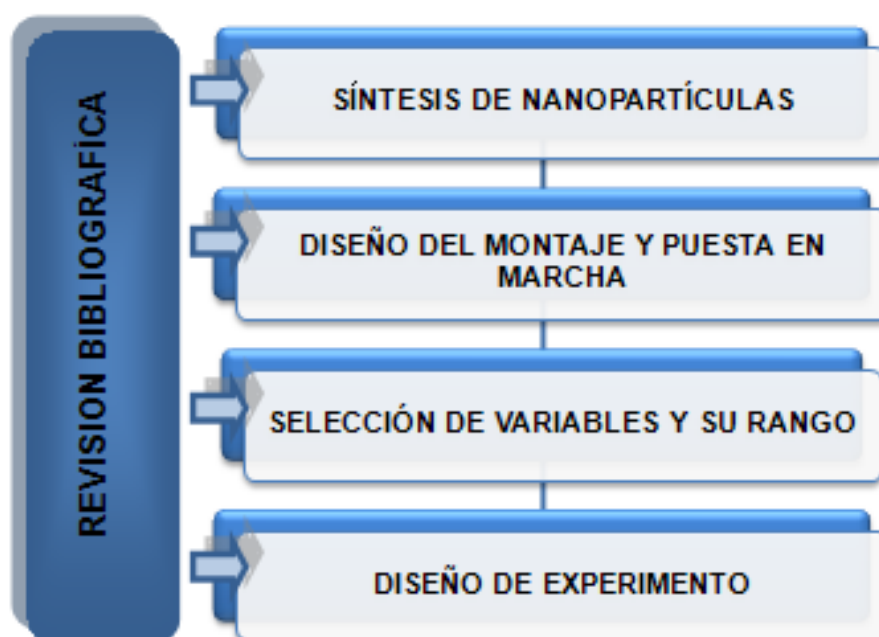 REVISION BIBLIOGRAFÍCA
SÍNTESIS DE NANOPARTÍCULAS
DISEÑO DEL MONTAJE Y PUESTA EN
MARCHA
SELECCIÓN DE VARIABLES Y SU RANGO
DISEÑO DE EXPERIMENTO